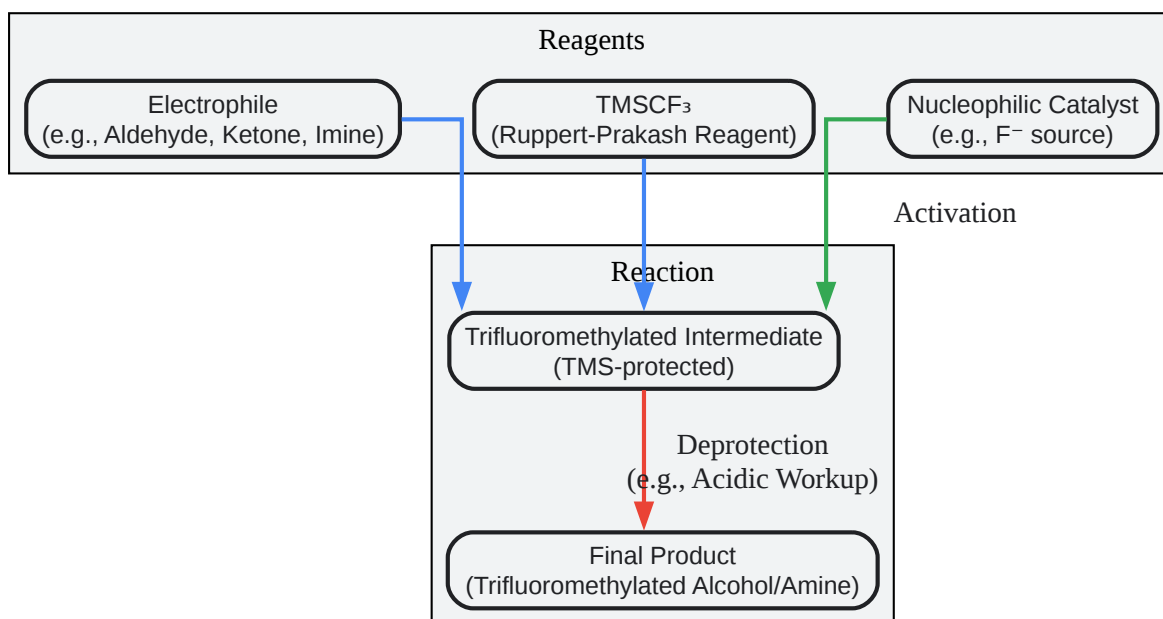 Reagents
Electrophile
(e.g., Aldehyde, Ketone, Imine)
TMSCF₃
(Ruppert-Prakash Reagent)
Nucleophilic Catalyst
(e.g., F⁻ source)
Activation
Reaction
Trifluoromethylated Intermediate
(TMS-protected)
Deprotection
(e.g., Acidic Workup)
Final Product
(Trifluoromethylated Alcohol/Amine)